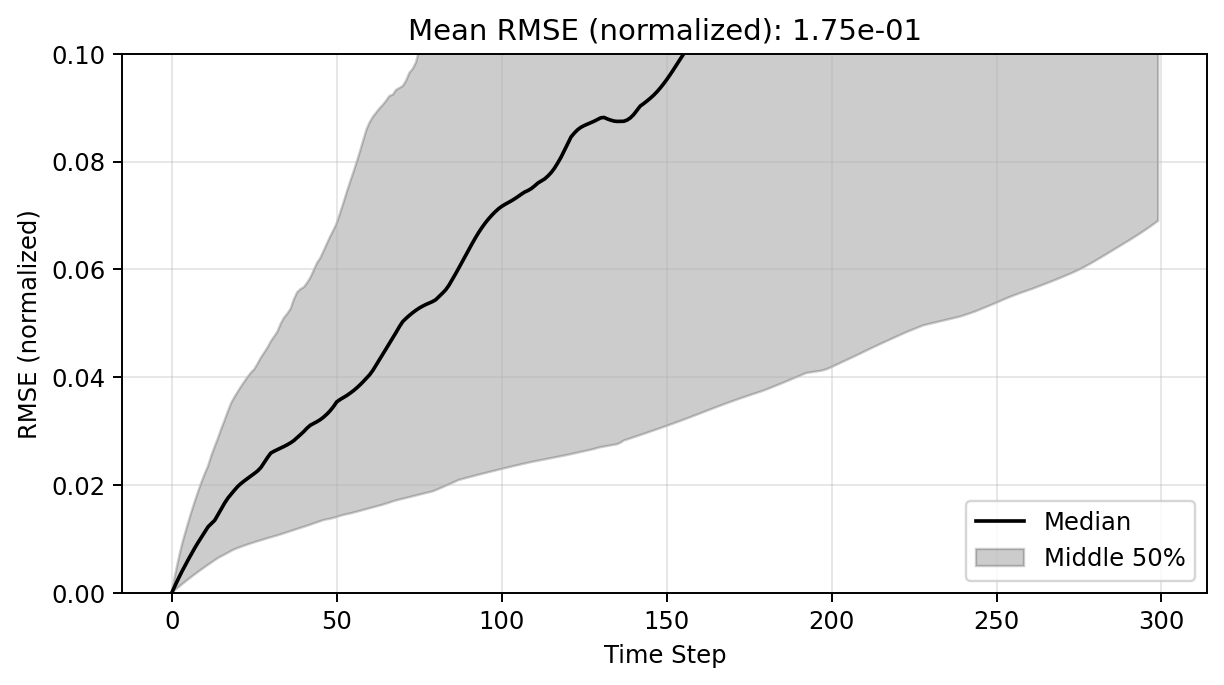 Mean RMSE (normalized): 1.75e-01
RMSE (normalized)
0.10
0.08
0.06
0.04
0.02
0.00
Median
Middle 50%
0 50 100 150 200 250 300
Time Step